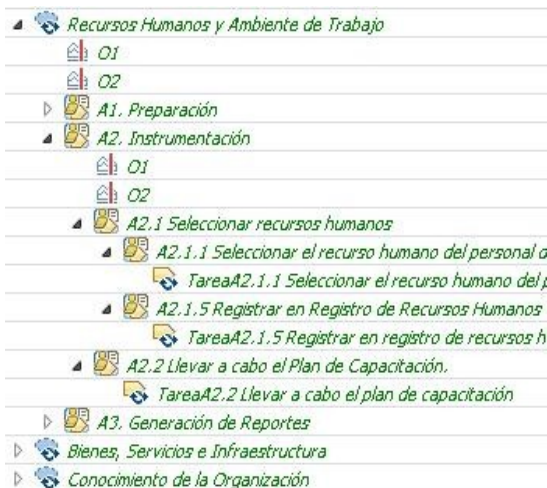 Recursos Humanos y Ambiente de Trabajo
O1
O2
A1. Preparación
A2. Instrumentación
O1
O2
A2.1 Seleccionar recursos humanos
A2.1.1 Seleccionar el recurso humano del personal d
TareaA2.1.1 Seleccionar el recurso humano del p
A2.1.5 Registrar en Registro de Recursos Humanos
TareaA2.1.5 Registrar en registro de recursos h
A2.2 Llevar a cabo el Plan de Capacitación.
TareaA2.2 Llevar a cabo el plan de capacitación
A3. Generación de Reportes
Bienes, Servicios e Infraestructura
Conocimiento de la Organización